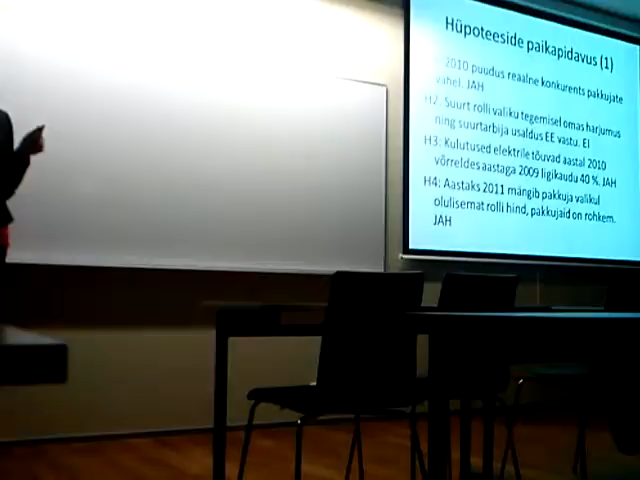 Hüpoteeside paikapidavus (1)
2010 puudus reaalne konkurents pakkujate
vahel. JAH
H2: Suurt rolli valiku tegemisel omas harjumus
ning suurtarbija usaldus EE vastu. EI
H3: Kulutused elektrile tõuvad aastal 2010
võrreldes aastaga 2009 ligikaudu 40 %. JAH
H4: Aastaks 2011 mängib pakkuja valikul
olulisemat rolli hind, pakkujaid on rohkem.
JAH